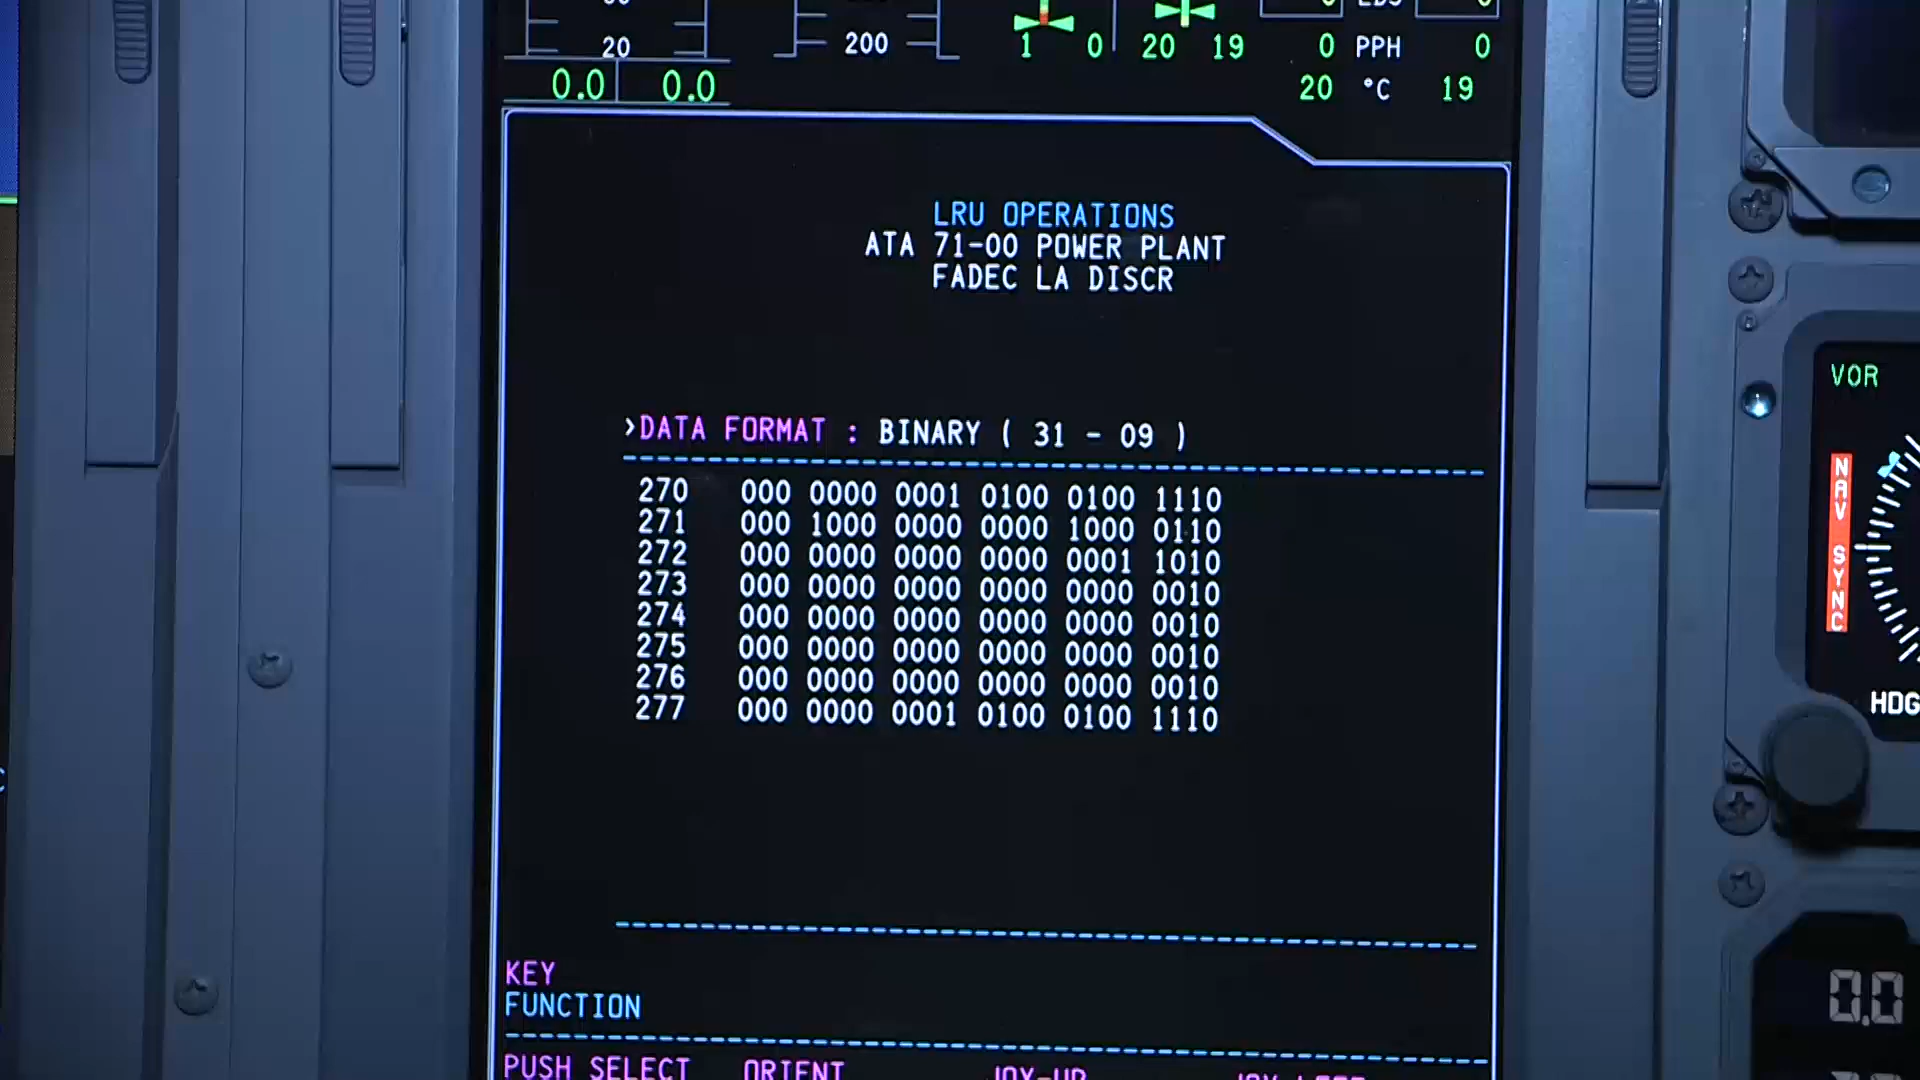 20 200 1 0 20 19 0 PPH 0
0.0 0.0 20 °C 19
LRU OPERATIONS
ATA 71-00 POWER PLANT
FADEC LA DISCR
›DATA FORMAT : BINARY ( 31 - 09 )
270 000 0000 0001 0100 0100 1110
271 000 1000 0000 0000 1000 0110
272 000 0000 0000 0000 0001 1010
273 000 0000 0000 0000 0000 0010
274 000 0000 0000 0000 0000 0010
275 000 0000 0000 0000 0000 0010
276 000 0000 0000 0000 0000 0010
277 000 0000 0001 0100 0100 1110
KEY
FUNCTION
PUSH SELECT ORIENT JOY-UP
VOR
NAV SYNC
HDG
0.0